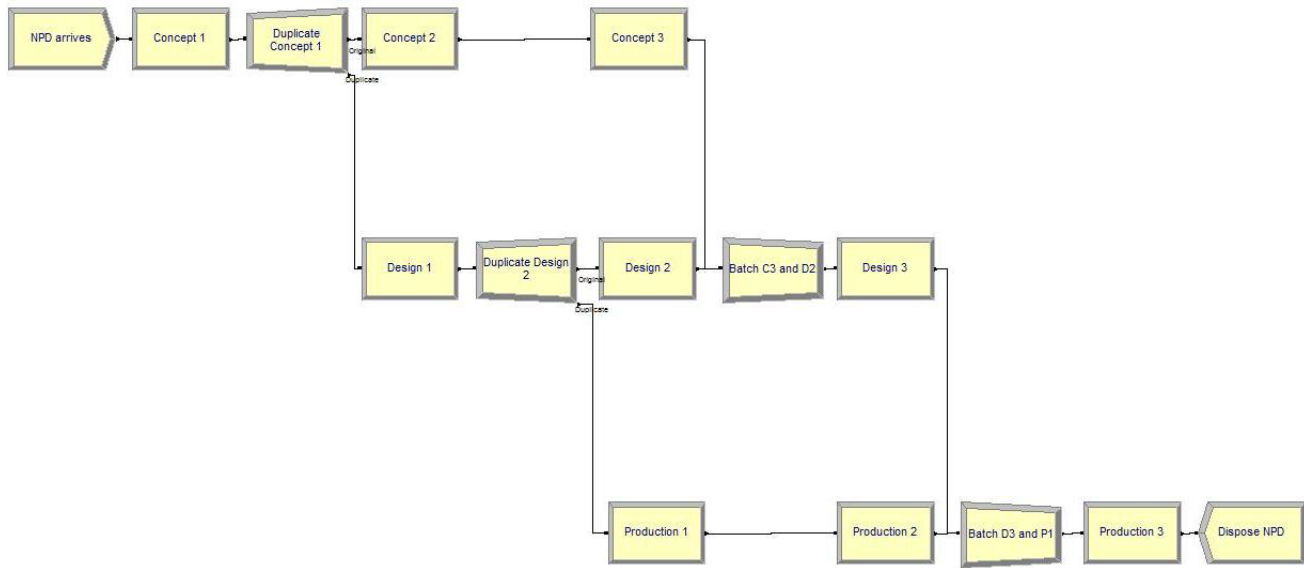 NPD arrives
Concept 1
Duplicate
Concept 1
Original
Duplicate
Concept 2
Concept 3
Design 1
Duplicate Design
2
Original
Duplicate
Design 2
Batch C3 and D2
Design 3
Production 1
Production 2
Batch D3 and P1
Production 3
Dispose NPD